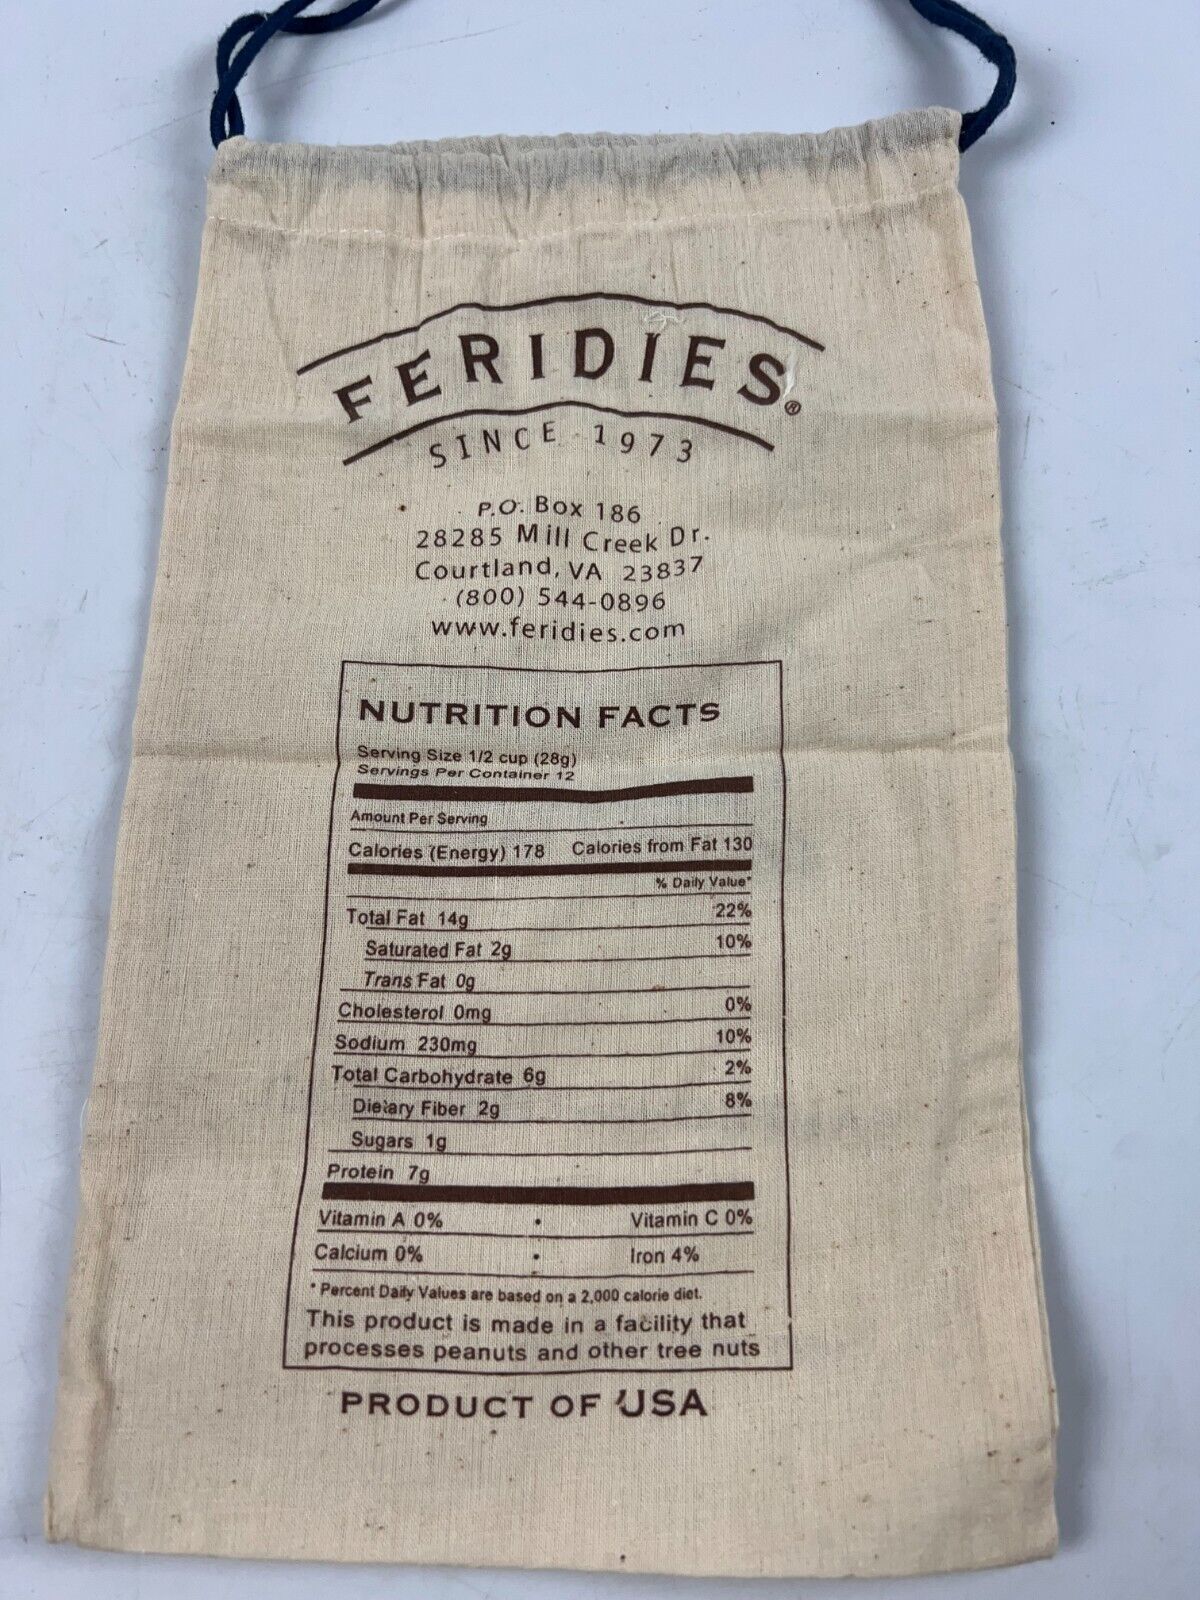 FERIDIES®
SINCE 1973
P.O. Box 186
28285 Mill Creek Dr.
Courtland, VA 23837
(800) 544-0896
www.feridies.com
NUTRITION FACTS
Serving Size 1/2 cup (28g)
Servings Per Container 12
Amount Per Serving
Calories (Energy) 178 Calories from Fat 130
% Daily Value*
Total Fat 14g 22%
Saturated Fat 2g 10%
Trans Fat 0g
Cholesterol 0mg 0%
Sodium 230mg 10%
Total Carbohydrate 6g 2%
Dietary Fiber 2g 8%
Sugars 1g
Protein 7g
Vitamin A 0% • Vitamin C 0%
Calcium 0% • Iron 4%
* Percent Daily Values are based on a 2,000 calorie diet.
This product is made in a facility that
processes peanuts and other tree nuts
PRODUCT OF USA